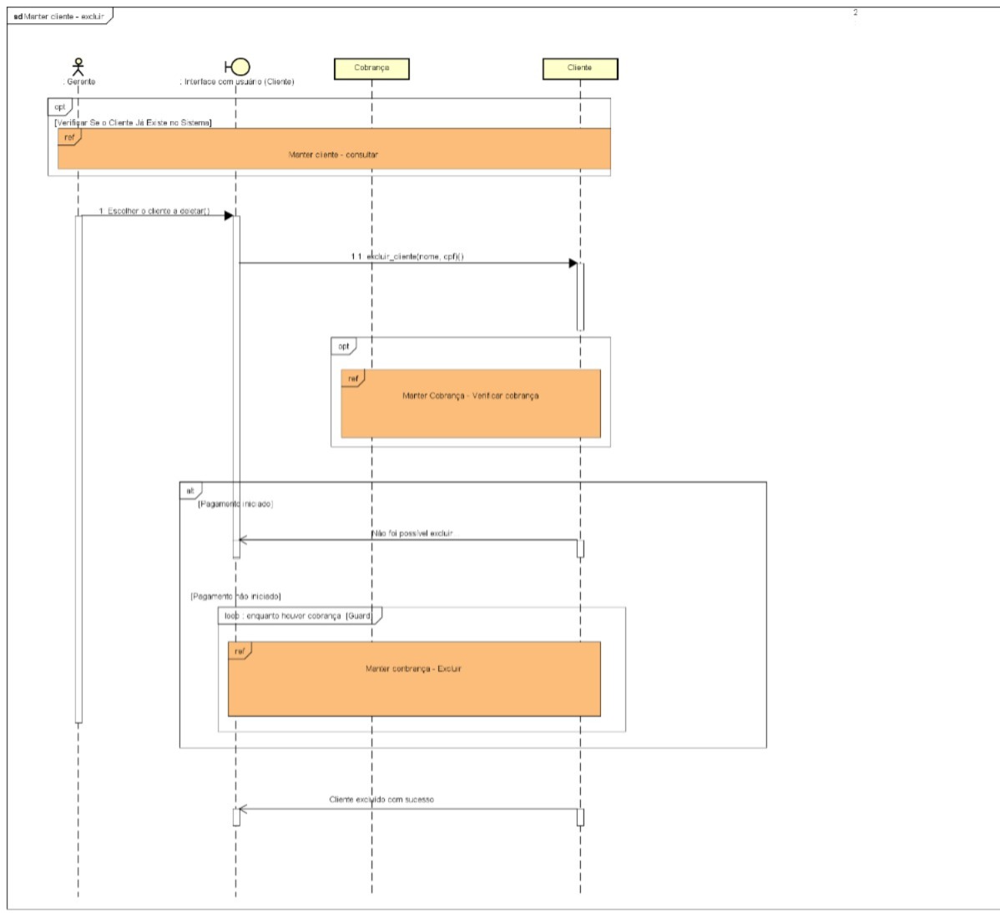 sd Manter cliente - excluir
2
: Gerente
: Interface com usuário (Cliente)
Cobrança
Cliente
opt
[Verificar Se o Cliente Já Existe no Sistema]
ref
Manter cliente - consultar
1: Escolher o cliente a deletar()
1.1: excluir_cliente(nome, cpf)()
opt
ref
Manter Cobrança - Verificar cobrança
alt
[Pagamento iniciado]
Não foi possível excluir
[Pagamento não iniciado]
loop : enquanto houver cobrança [Guard]
ref
Manter conbrança - Excluir
Cliente excluído com sucesso